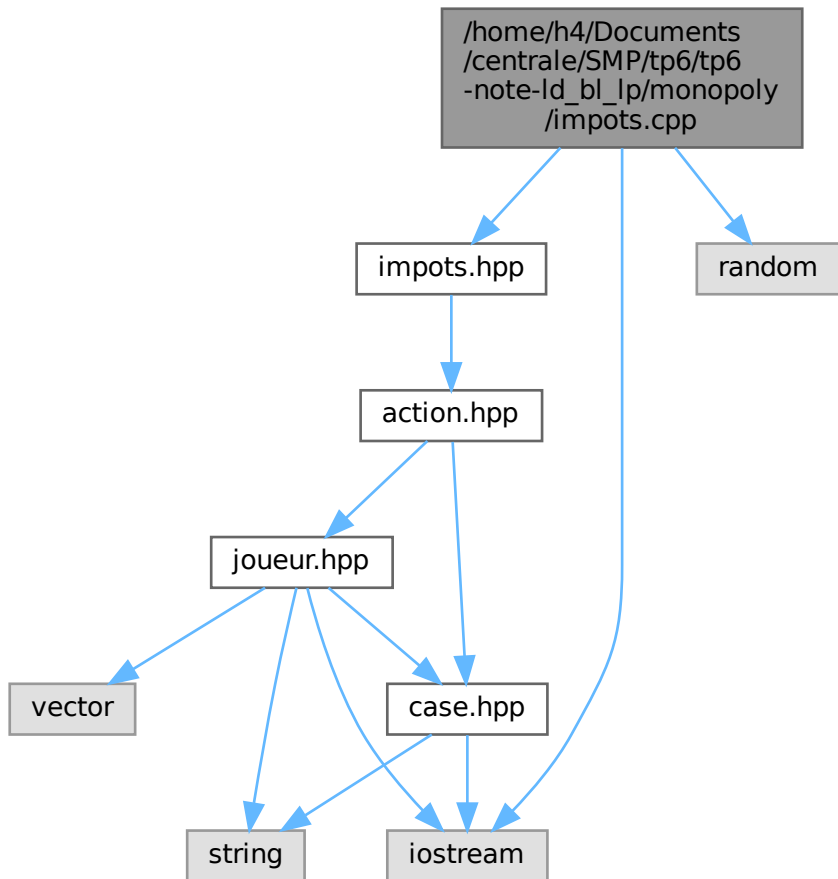 /home/h4/Documents
/centrale/SMP/tp6/tp6
-note-ld_bl_lp/monopoly
/impots.cpp
impots.hpp
random
action.hpp
joueur.hpp
vector
case.hpp
string
iostream